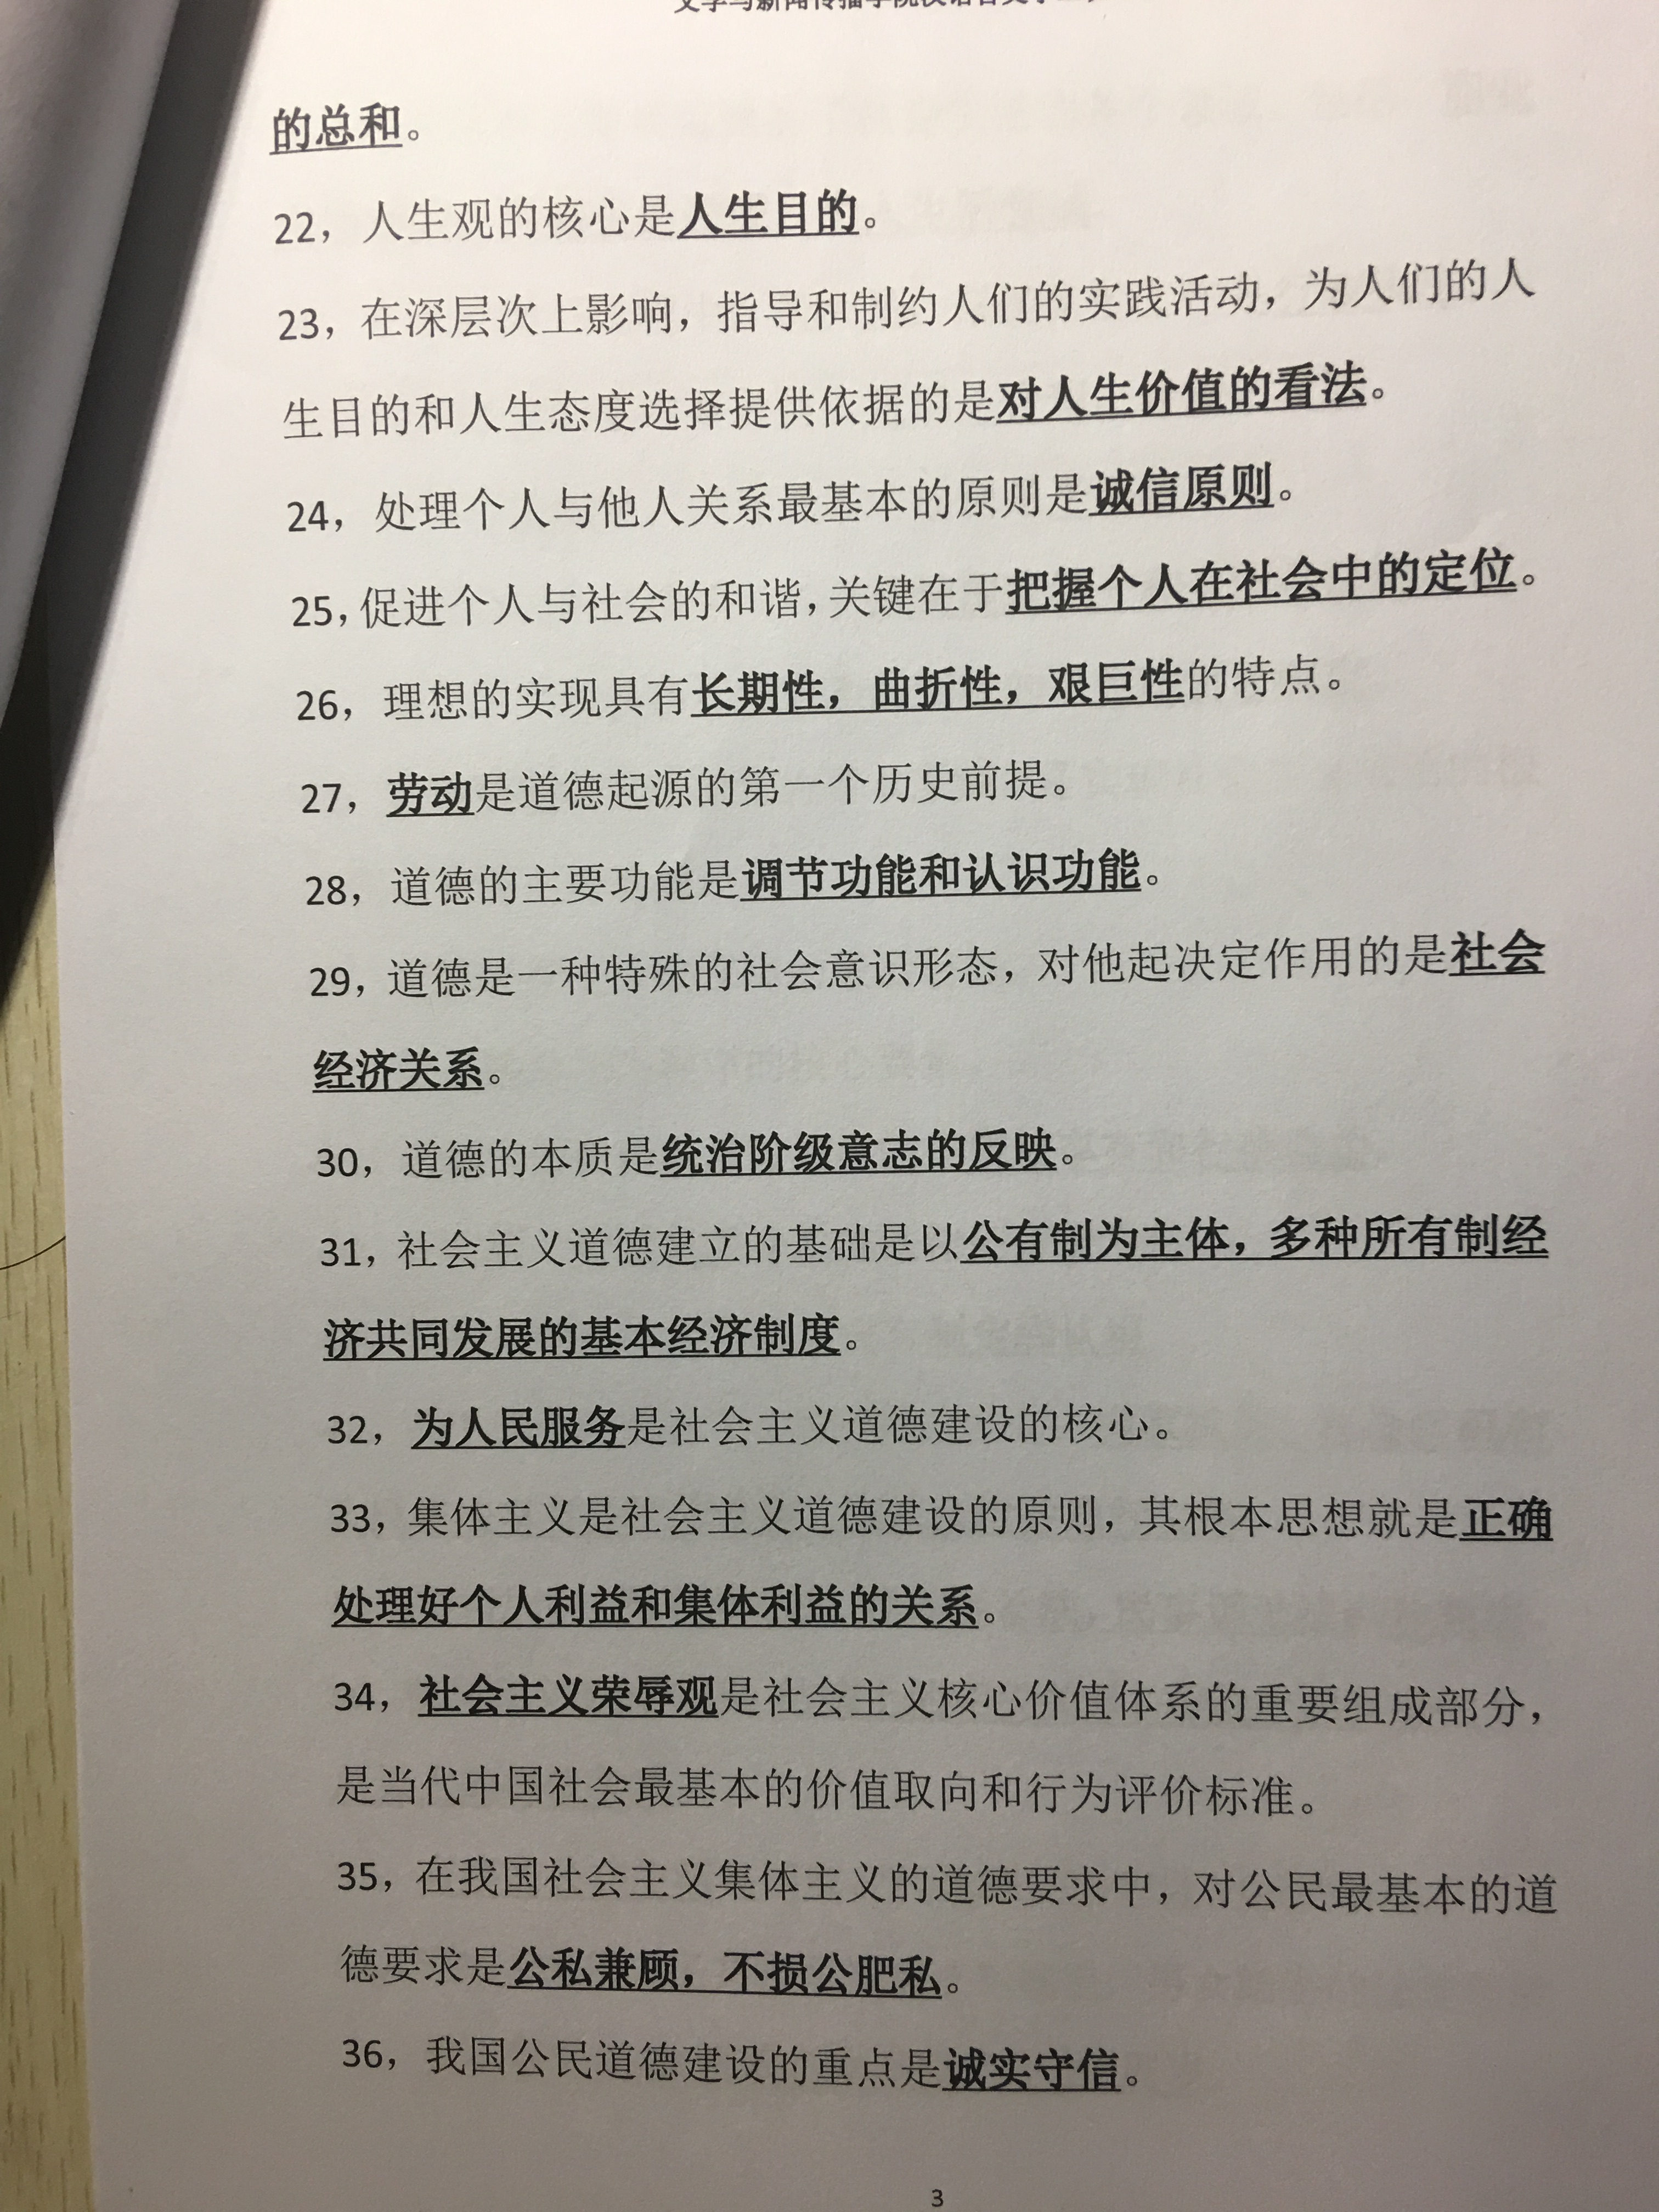 的总和。
22，人生观的核心是人生目的。
23，在深层次上影响，指导和制约人们的实践活动，为人们的人
生目的和人生态度选择提供依据的是对人生价值的看法。
24，处理个人与他人关系最基本的原则是诚信原则。
25，促进个人与社会的和谐，关键在于把握个人在社会中的定位。
26，理想的实现具有长期性，曲折性，艰巨性的特点。
27，劳动是道德起源的第一个历史前提。
28，道德的主要功能是调节功能和认识功能。
29，道德是一种特殊的社会意识形态，对他起决定作用的是社会
经济关系。
30，道德的本质是统治阶级意志的反映。
31，社会主义道德建立的基础是以公有制为主体，多种所有制经
济共同发展的基本经济制度。
32，为人民服务是社会主义道德建设的核心。
33，集体主义是社会主义道德建设的原则，其根本思想就是正确
处理好个人利益和集体利益的关系。
34，社会主义荣辱观是社会主义核心价值体系的重要组成部分，
是当代中国社会最基本的价值取向和行为评价标准。
35，在我国社会主义集体主义的道德要求中，对公民最基本的道
德要求是公私兼顾，不损公肥私。
36，我国公民道德建设的重点是诚实守信。
3